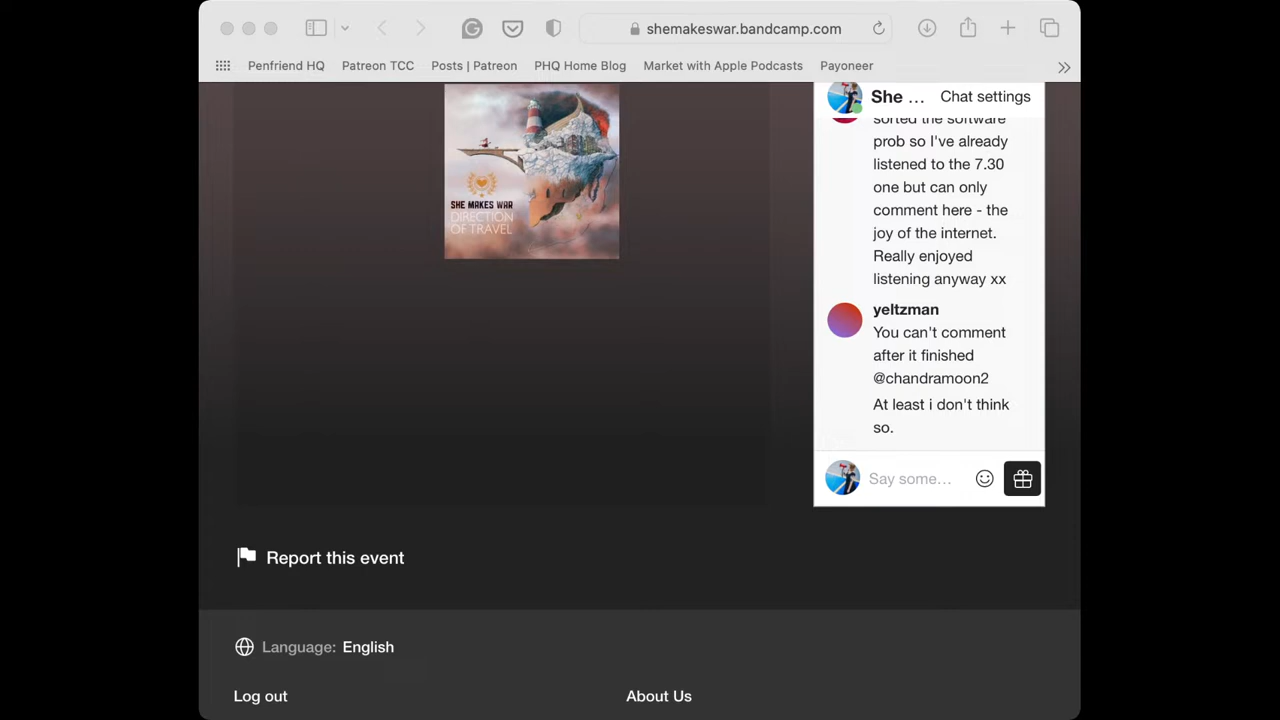 shemakeswar.bandcamp.com
Penfriend HQ
Patreon TCC
Posts | Patreon
PHQ Home Blog
Market with Apple Podcasts
Payoneer
SHE MAKES WAR
DIRECTION
OF TRAVEL
She ...
Chat settings
sorted the software
prob so I've already
listened to the 7.30
one but can only
comment here - the
joy of the internet.
Really enjoyed
listening anyway xx
yeltzman
You can't comment
after it finished
@chandramoon2
At least i don't think
so.
Say some...
Report this event
Language: English
Log out
About Us